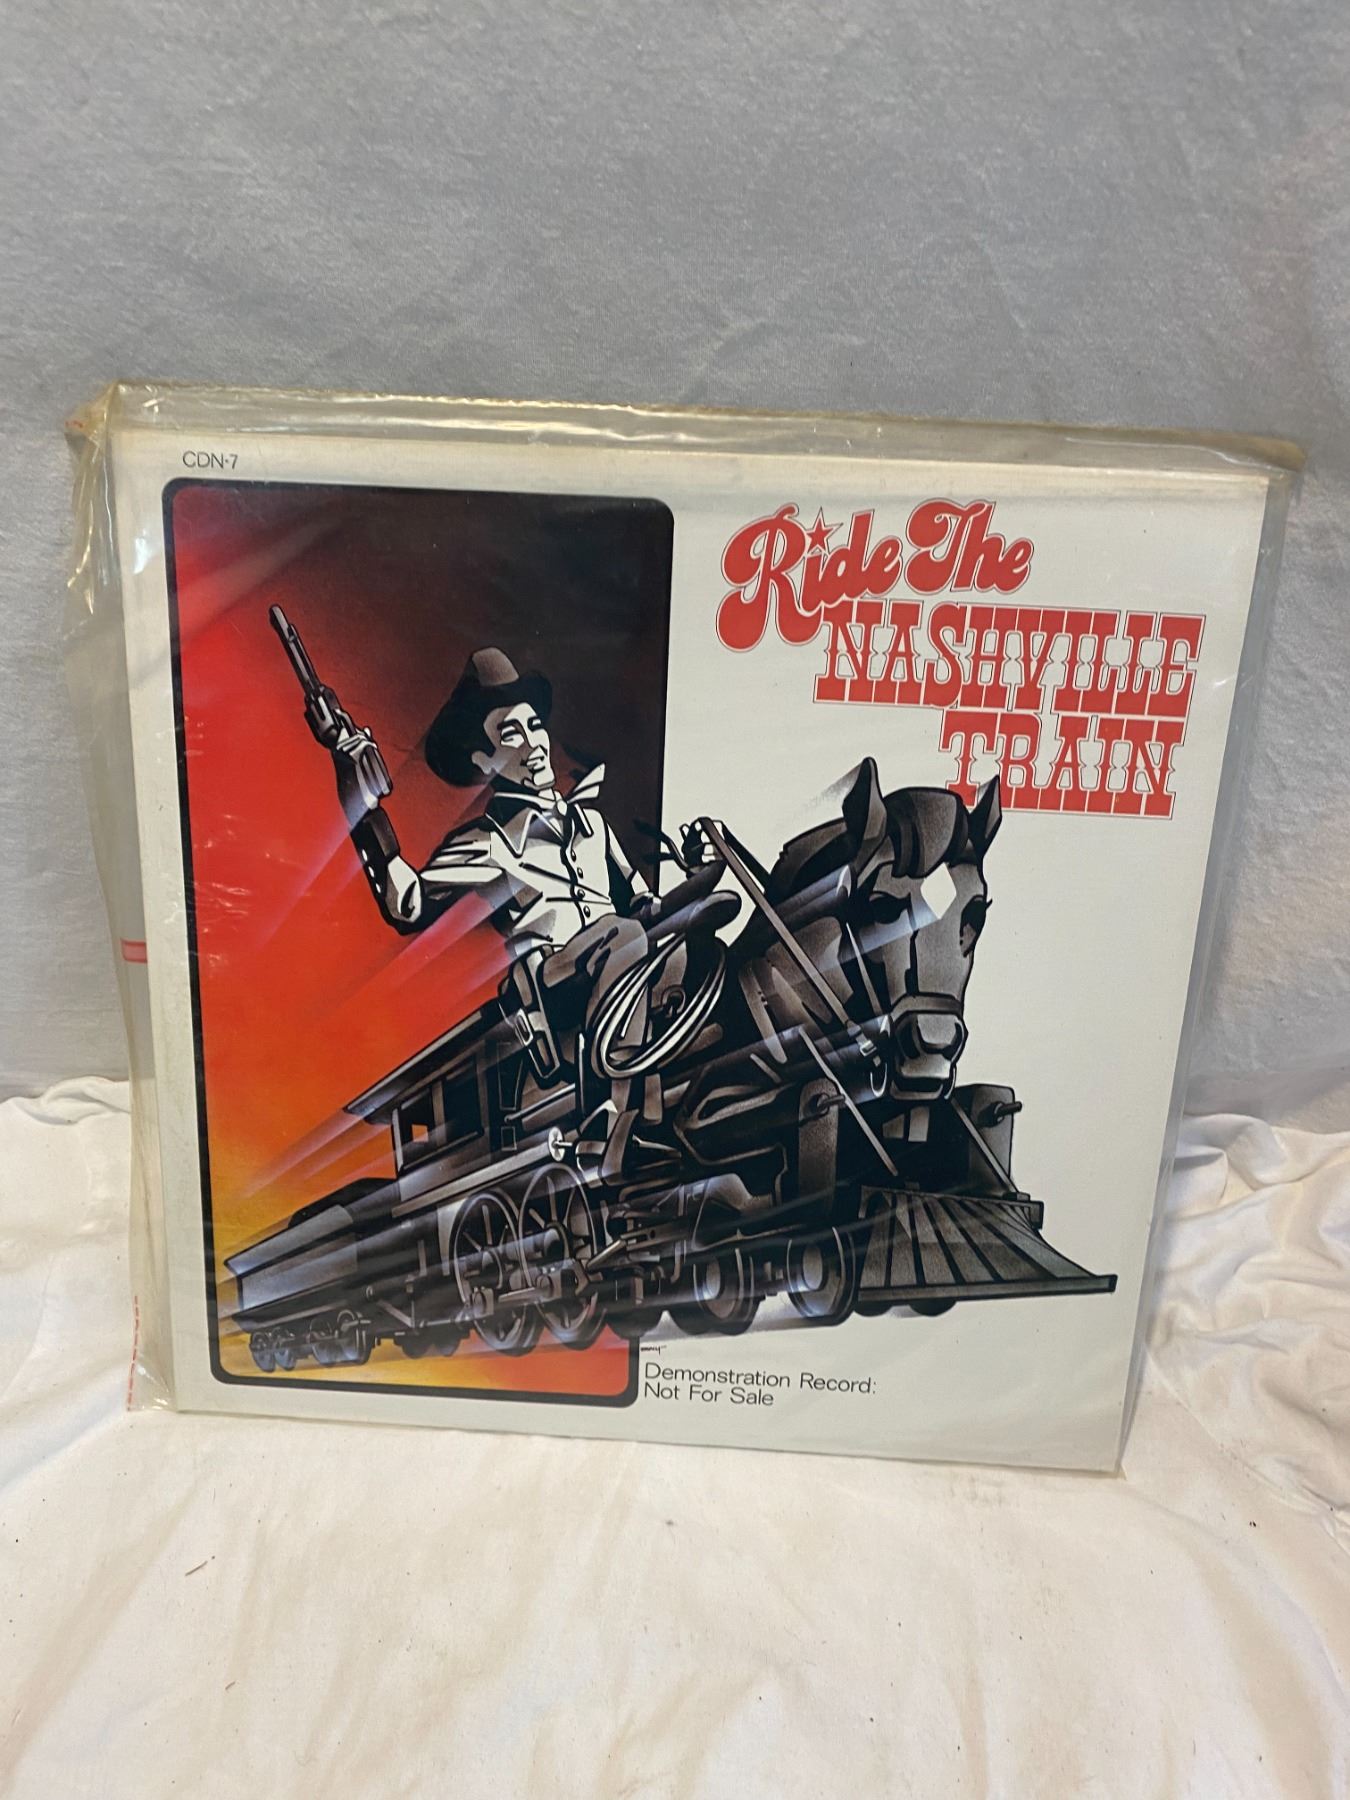 CDN-7
Ride The
NASHVILLE
TRAIN
Demonstration Record:
Not For Sale